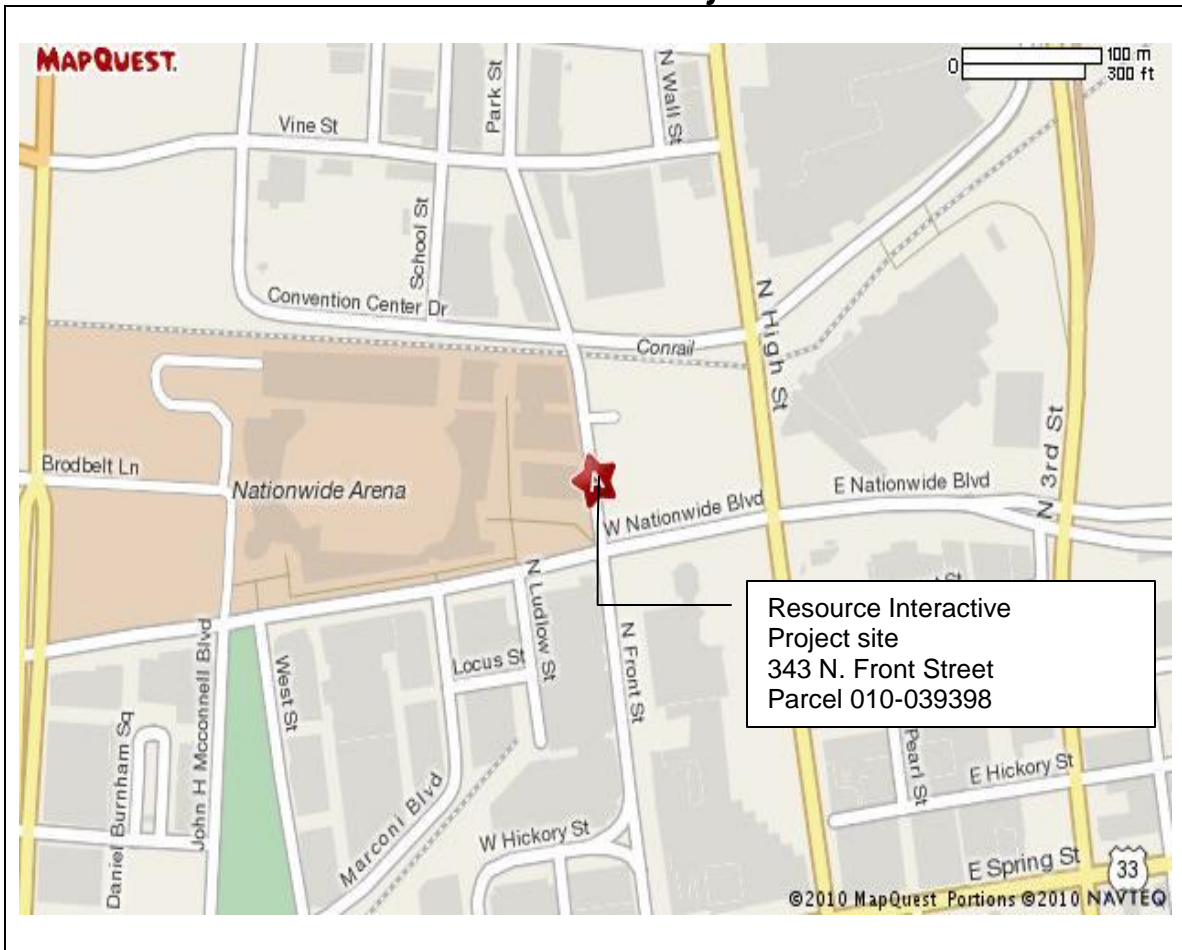 MAPQUEST.
0
100 m
300 ft
N Wall St
Park St
Vine St
School St
Convention Center Dr
Conrail
N High St
N 3rd St
Brodbelt Ln
Nationwide Arena
E Nationwide Blvd
W Nationwide Blvd
N Ludlow St
N Front St
Locus St
West St
John H Mcconnell Blvd
Daniel Burnham Sq
Marconi Blvd
W Hickory St
Resource Interactive
Project site
343 N. Front Street
Parcel 010-039398
Pearl St
E Hickory St
E Spring St
33
©2010 MapQuest Portions ©2010 NAVTEQ